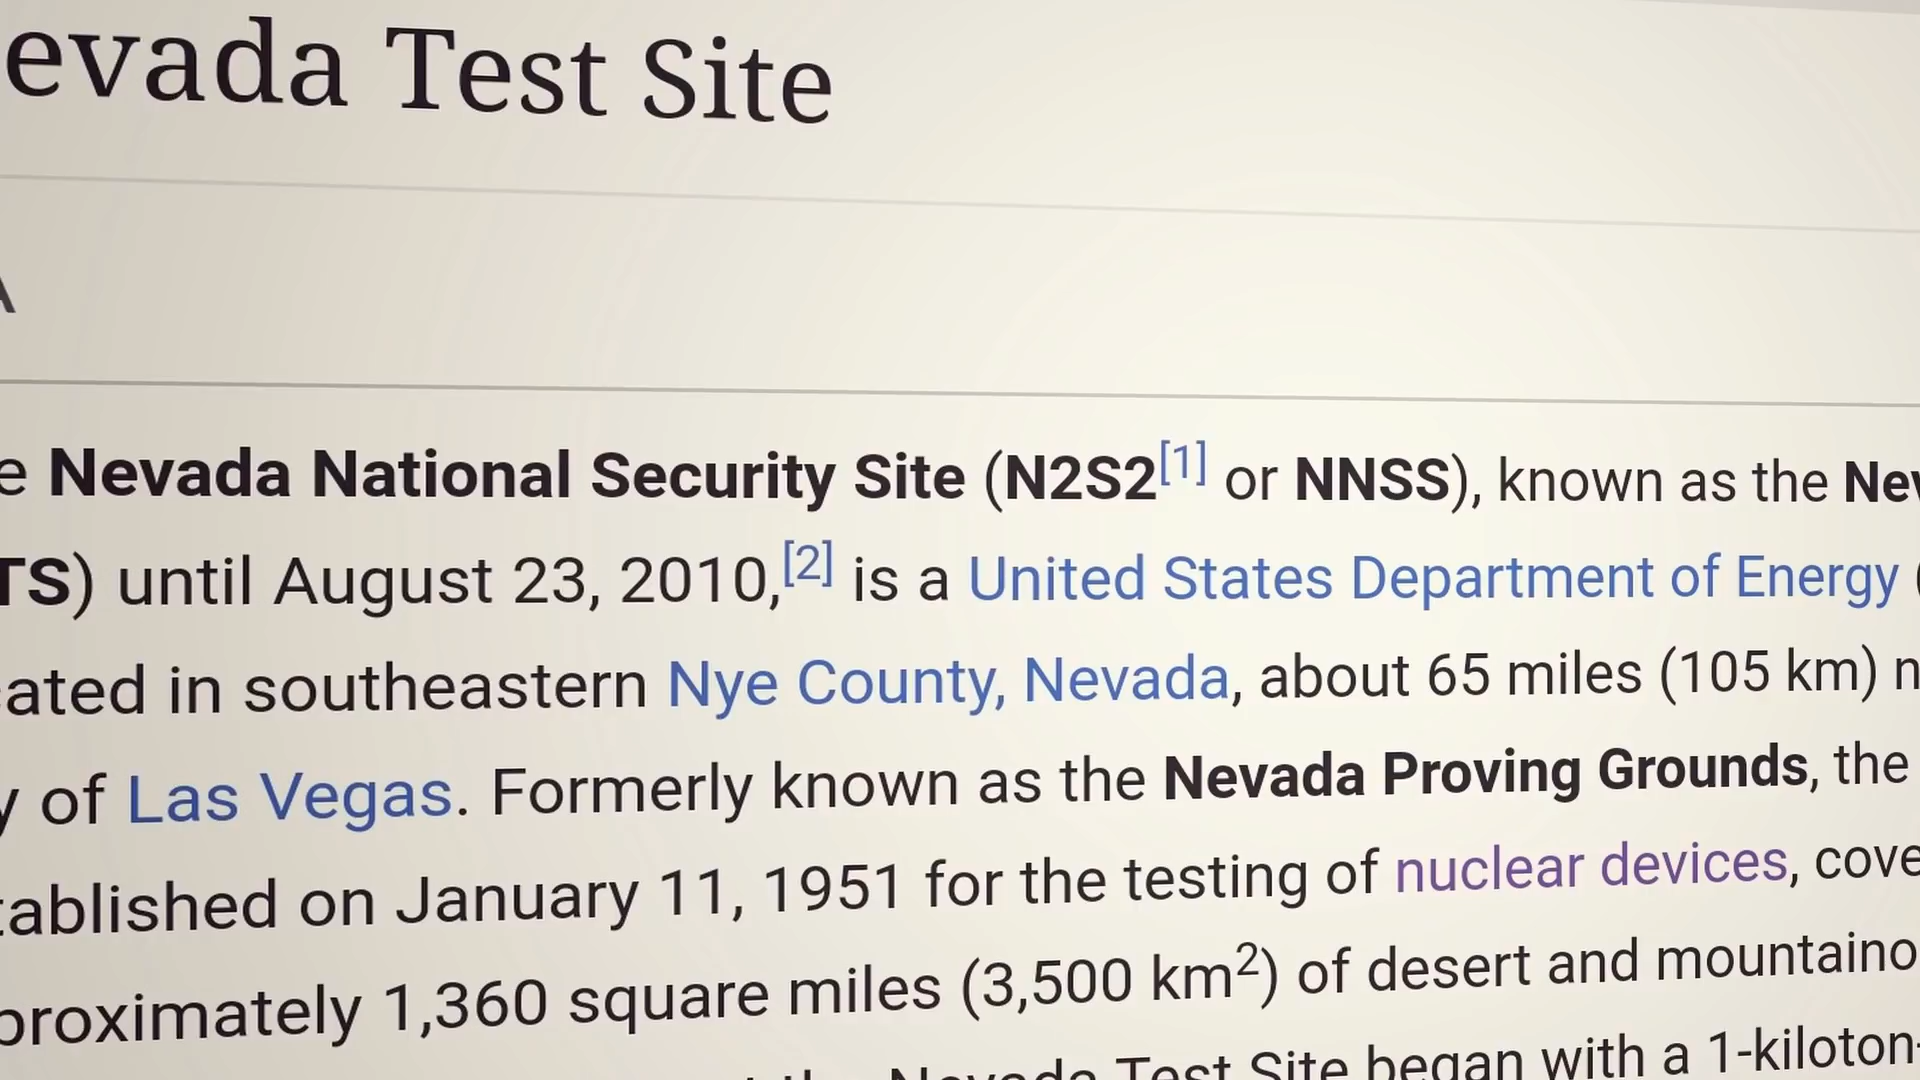 evada Test Site
A
e Nevada National Security Site (N2S2[1] or NNSS), known as the Nev
TS) until August 23, 2010,[2] is a United States Department of Energy (
cated in southeastern Nye County, Nevada, about 65 miles (105 km) n
y of Las Vegas. Formerly known as the Nevada Proving Grounds, the
tablished on January 11, 1951 for the testing of nuclear devices, cove
proximately 1,360 square miles (3,500 km²) of desert and mountaino
the Nevada Test Site began with a 1-kiloton-